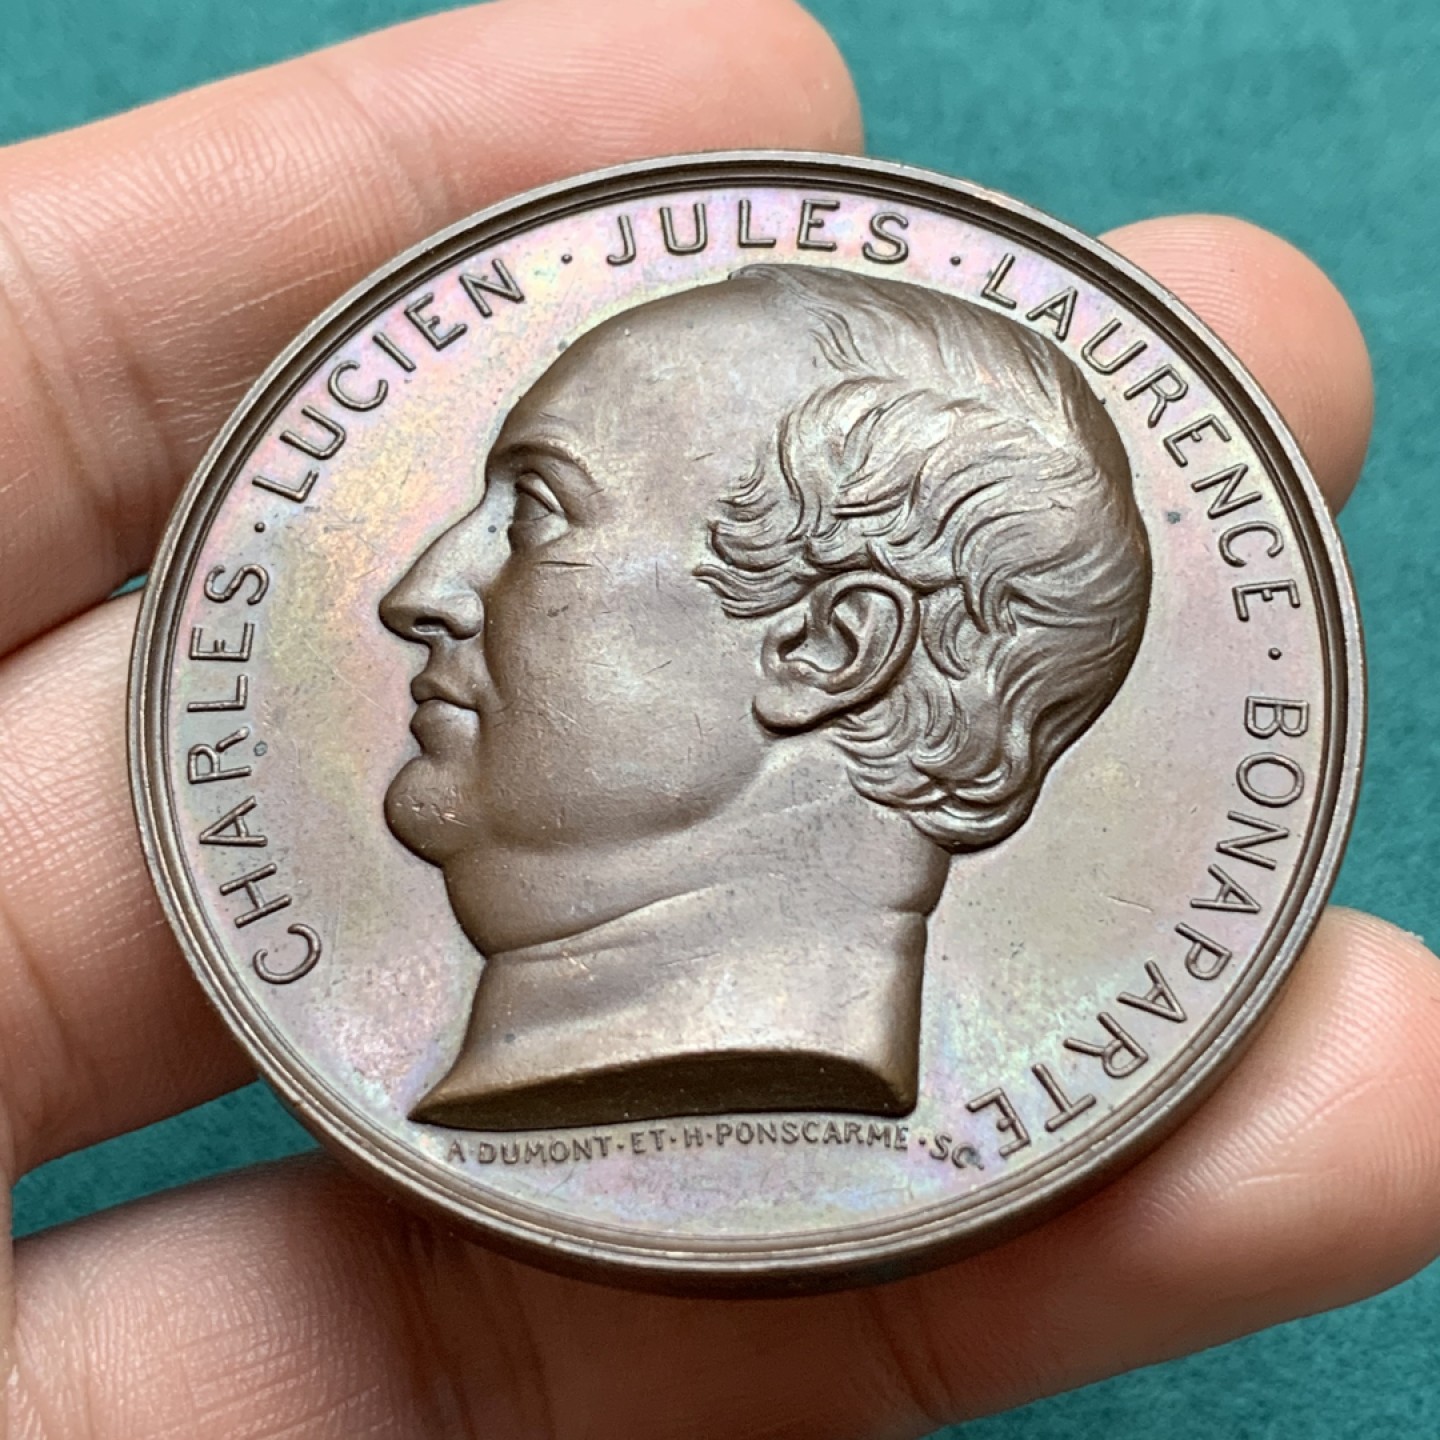 CHARLES · LUCIEN · JULES · LAURENCE · BONAPARTE
A·DUMONT·ET·H·PONSCARME·SC.